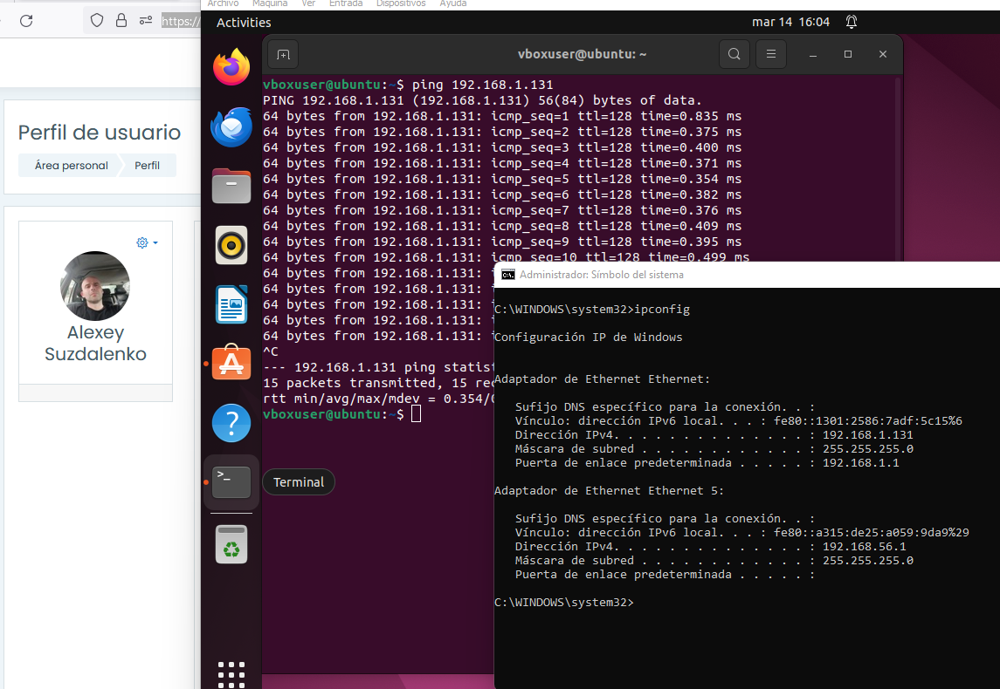 Archivo Máquina Ver Entrada Dispositivos Ayuda
https://
Activities
mar 14 16:04
Perfil de usuario
Área personal
Perfil
Alexey
Suzdalenko
vboxuser@ubuntu: ~
vboxuser@ubuntu:~$ ping 192.168.1.131
PING 192.168.1.131 (192.168.1.131) 56(84) bytes of data.
64 bytes from 192.168.1.131: icmp_seq=1 ttl=128 time=0.835 ms
64 bytes from 192.168.1.131: icmp_seq=2 ttl=128 time=0.375 ms
64 bytes from 192.168.1.131: icmp_seq=3 ttl=128 time=0.400 ms
64 bytes from 192.168.1.131: icmp_seq=4 ttl=128 time=0.371 ms
64 bytes from 192.168.1.131: icmp_seq=5 ttl=128 time=0.354 ms
64 bytes from 192.168.1.131: icmp_seq=6 ttl=128 time=0.382 ms
64 bytes from 192.168.1.131: icmp_seq=7 ttl=128 time=0.376 ms
64 bytes from 192.168.1.131: icmp_seq=8 ttl=128 time=0.409 ms
64 bytes from 192.168.1.131: icmp_seq=9 ttl=128 time=0.395 ms
64 bytes from 192.168.1.131: icmp_seq=10 ttl=128 time=0.499 ms
64 bytes from 192.168.1.131:
64 bytes from 192.168.1.131:
64 bytes from 192.168.1.131:
64 bytes from 192.168.1.131:
64 bytes from 192.168.1.131:
^C
--- 192.168.1.131 ping statist
15 packets transmitted, 15 rec
rtt min/avg/max/mdev = 0.354/
vboxuser@ubuntu:~$
Terminal
Administrador: Símbolo del sistema
C:\WINDOWS\system32>ipconfig
Configuración IP de Windows
Adaptador de Ethernet Ethernet:
Sufijo DNS específico para la conexión. . :
Vínculo: dirección IPv6 local. . . : fe80::1301:2586:7adf:5c15%6
Dirección IPv4. . . . . . . . . . . . . . : 192.168.1.131
Máscara de subred . . . . . . . . . . . . : 255.255.255.0
Puerta de enlace predeterminada . . . . . : 192.168.1.1
Adaptador de Ethernet Ethernet 5:
Sufijo DNS específico para la conexión. . :
Vínculo: dirección IPv6 local. . . : fe80::a315:de25:a059:9da9%29
Dirección IPv4. . . . . . . . . . . . . . : 192.168.56.1
Máscara de subred . . . . . . . . . . . . : 255.255.255.0
Puerta de enlace predeterminada . . . . . :
C:\WINDOWS\system32>